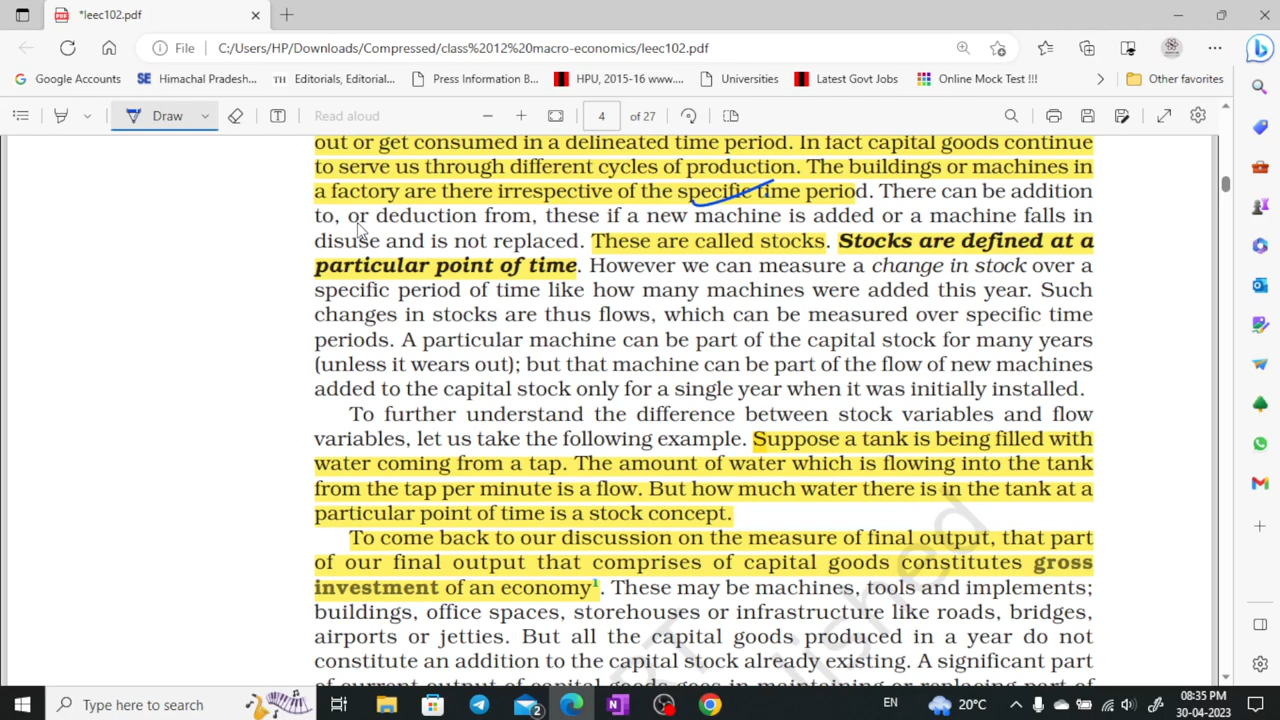 *leec102.pdf
File C:/Users/HP/Downloads/Compressed/class%2012%20macro-economics/leec102.pdf
Google Accounts SE Himachal Pradesh... TH Editorials, Editorial... Press Information B... HPU, 2015-16 www.... Universities Latest Govt Jobs Online Mock Test !!! Other favorites
Draw Read aloud 4 of 27
out or get consumed in a delineated time period. In fact capital goods continue
to serve us through different cycles of production. The buildings or machines in
a factory are there irrespective of the specific time period. There can be addition
to, or deduction from, these if a new machine is added or a machine falls in
disuse and is not replaced. These are called stocks. Stocks are defined at a
particular point of time. However we can measure a change in stock over a
specific period of time like how many machines were added this year. Such
changes in stocks are thus flows, which can be measured over specific time
periods. A particular machine can be part of the capital stock for many years
(unless it wears out); but that machine can be part of the flow of new machines
added to the capital stock only for a single year when it was initially installed.
To further understand the difference between stock variables and flow
variables, let us take the following example. Suppose a tank is being filled with
water coming from a tap. The amount of water which is flowing into the tank
from the tap per minute is a flow. But how much water there is in the tank at a
particular point of time is a stock concept.
To come back to our discussion on the measure of final output, that part
of our final output that comprises of capital goods constitutes gross
investment of an economy1. These may be machines, tools and implements;
buildings, office spaces, storehouses or infrastructure like roads, bridges,
airports or jetties. But all the capital goods produced in a year do not
constitute an addition to the capital stock already existing. A significant part
of current output of capital goods goes in maintaining or replacing part of
Type here to search 2 20°C EN 08:35 PM
30-04-2023